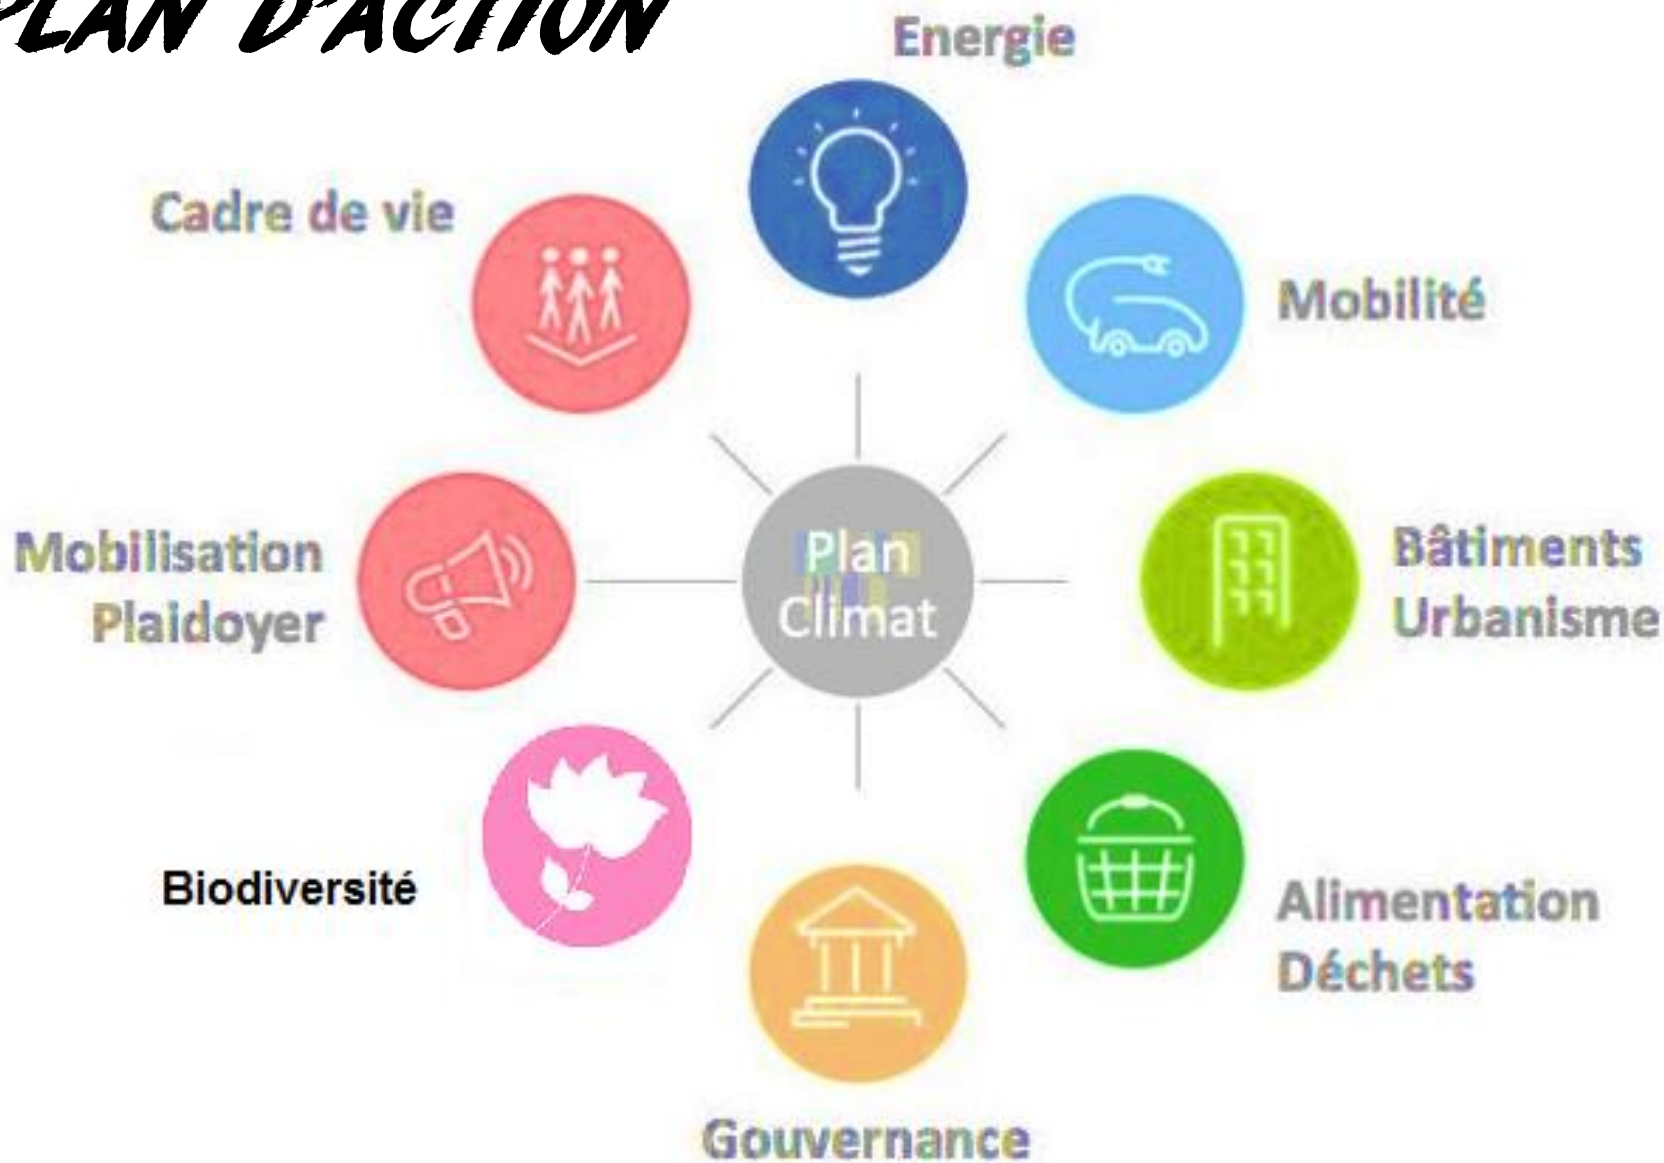 PLAN D'ACTION
Energie
Cadre de vie
Mobilité
Mobilisation
Plaidoyer
Plan
Climat
Bâtiments
Urbanisme
Biodiversité
Alimentation
Déchets
Gouvernance